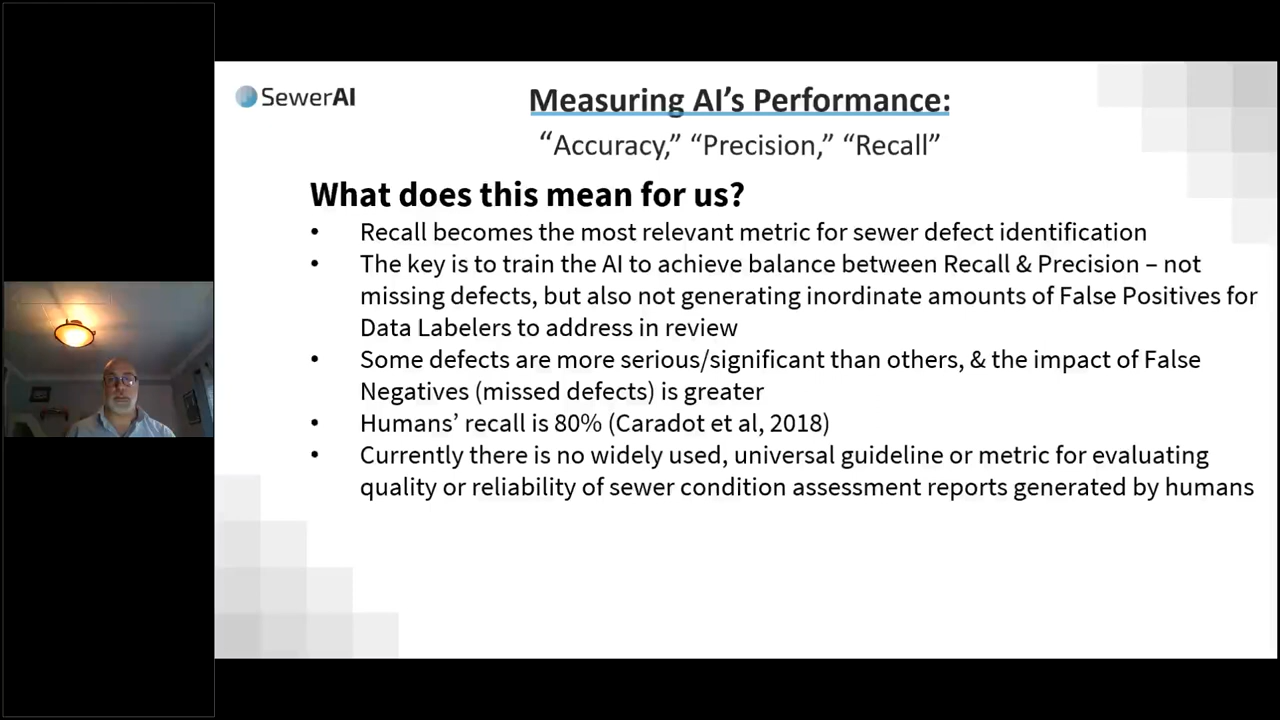 SewerAI
Measuring AI’s Performance:
“Accuracy,” “Precision,” “Recall”
What does this mean for us?
• Recall becomes the most relevant metric for sewer defect identification
• The key is to train the AI to achieve balance between Recall & Precision – not
missing defects, but also not generating inordinate amounts of False Positives for
Data Labelers to address in review
• Some defects are more serious/significant than others, & the impact of False
Negatives (missed defects) is greater
• Humans’ recall is 80% (Caradot et al, 2018)
• Currently there is no widely used, universal guideline or metric for evaluating
quality or reliability of sewer condition assessment reports generated by humans